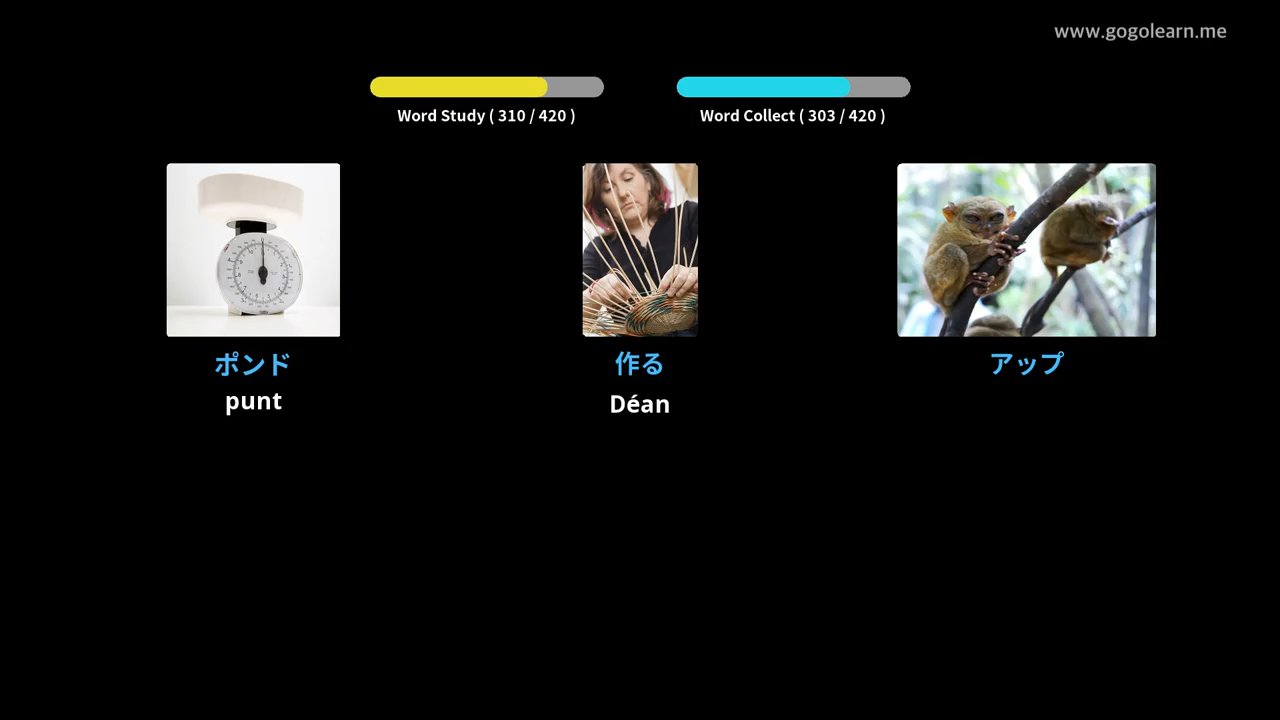 www.gogolearn.me
Word Study ( 310 / 420 )
Word Collect ( 303 / 420 )
ポンド
punt
作る
Déan
アップ